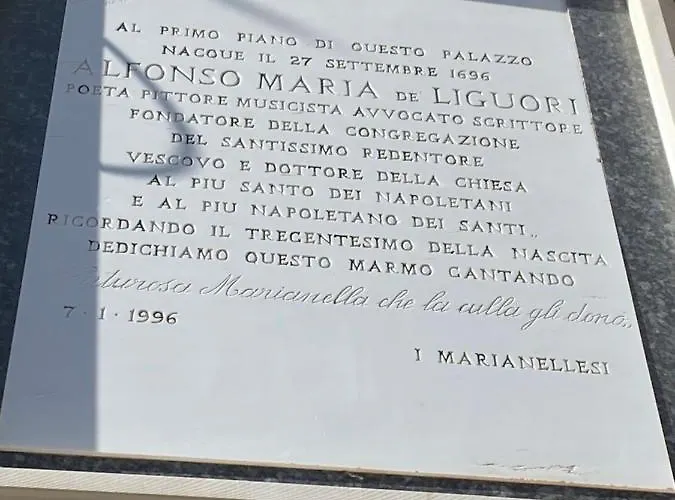 AL PRIMO PIANO DI QUESTO PALAZZO
NACQUE IL 27 SETTEMBRE 1696
ALFONSO MARIA DE' LIGUORI
POETA PITTORE MUSICISTA AVVOCATO SCRITTORE
FONDATORE DELLA CONGREGAZIONE
DEL SANTISSIMO REDENTORE
VESCOVO E DOTTORE DELLA CHIESA
AL PIU SANTO DEI NAPOLETANI
E AL PIU NAPOLETANO DEI SANTI„
RICORDANDO IL TRECENTESIMO DELLA NASCITA
DEDICHIAMO QUESTO MARMO CANTANDO
Marianella che la culla gli donò„
7·1·1996
I MARIANELLESI